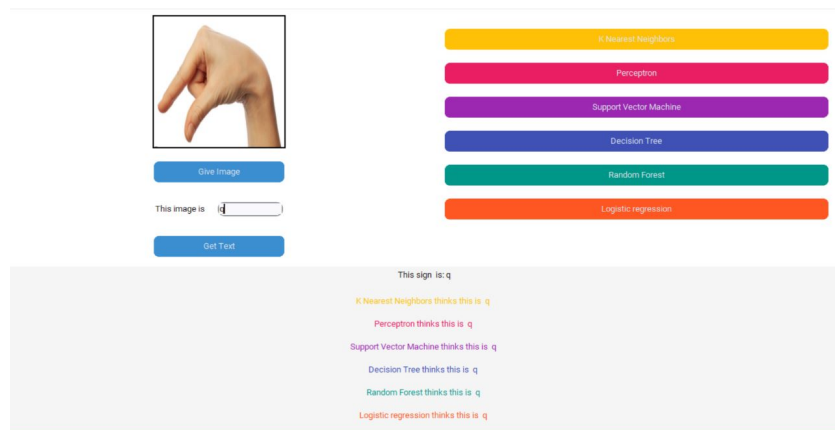 K Nearest Neighbors
Perceptron
Support Vector Machine
Decision Tree
Random Forest
Logistic regression
Give Image
This image is q
Get Text
This sign is: q
K Nearest Neighbors thinks this is q
Perceptron thinks this is q
Support Vector Machine thinks this is q
Decision Tree thinks this is q
Random Forest thinks this is q
Logistic regression thinks this is q